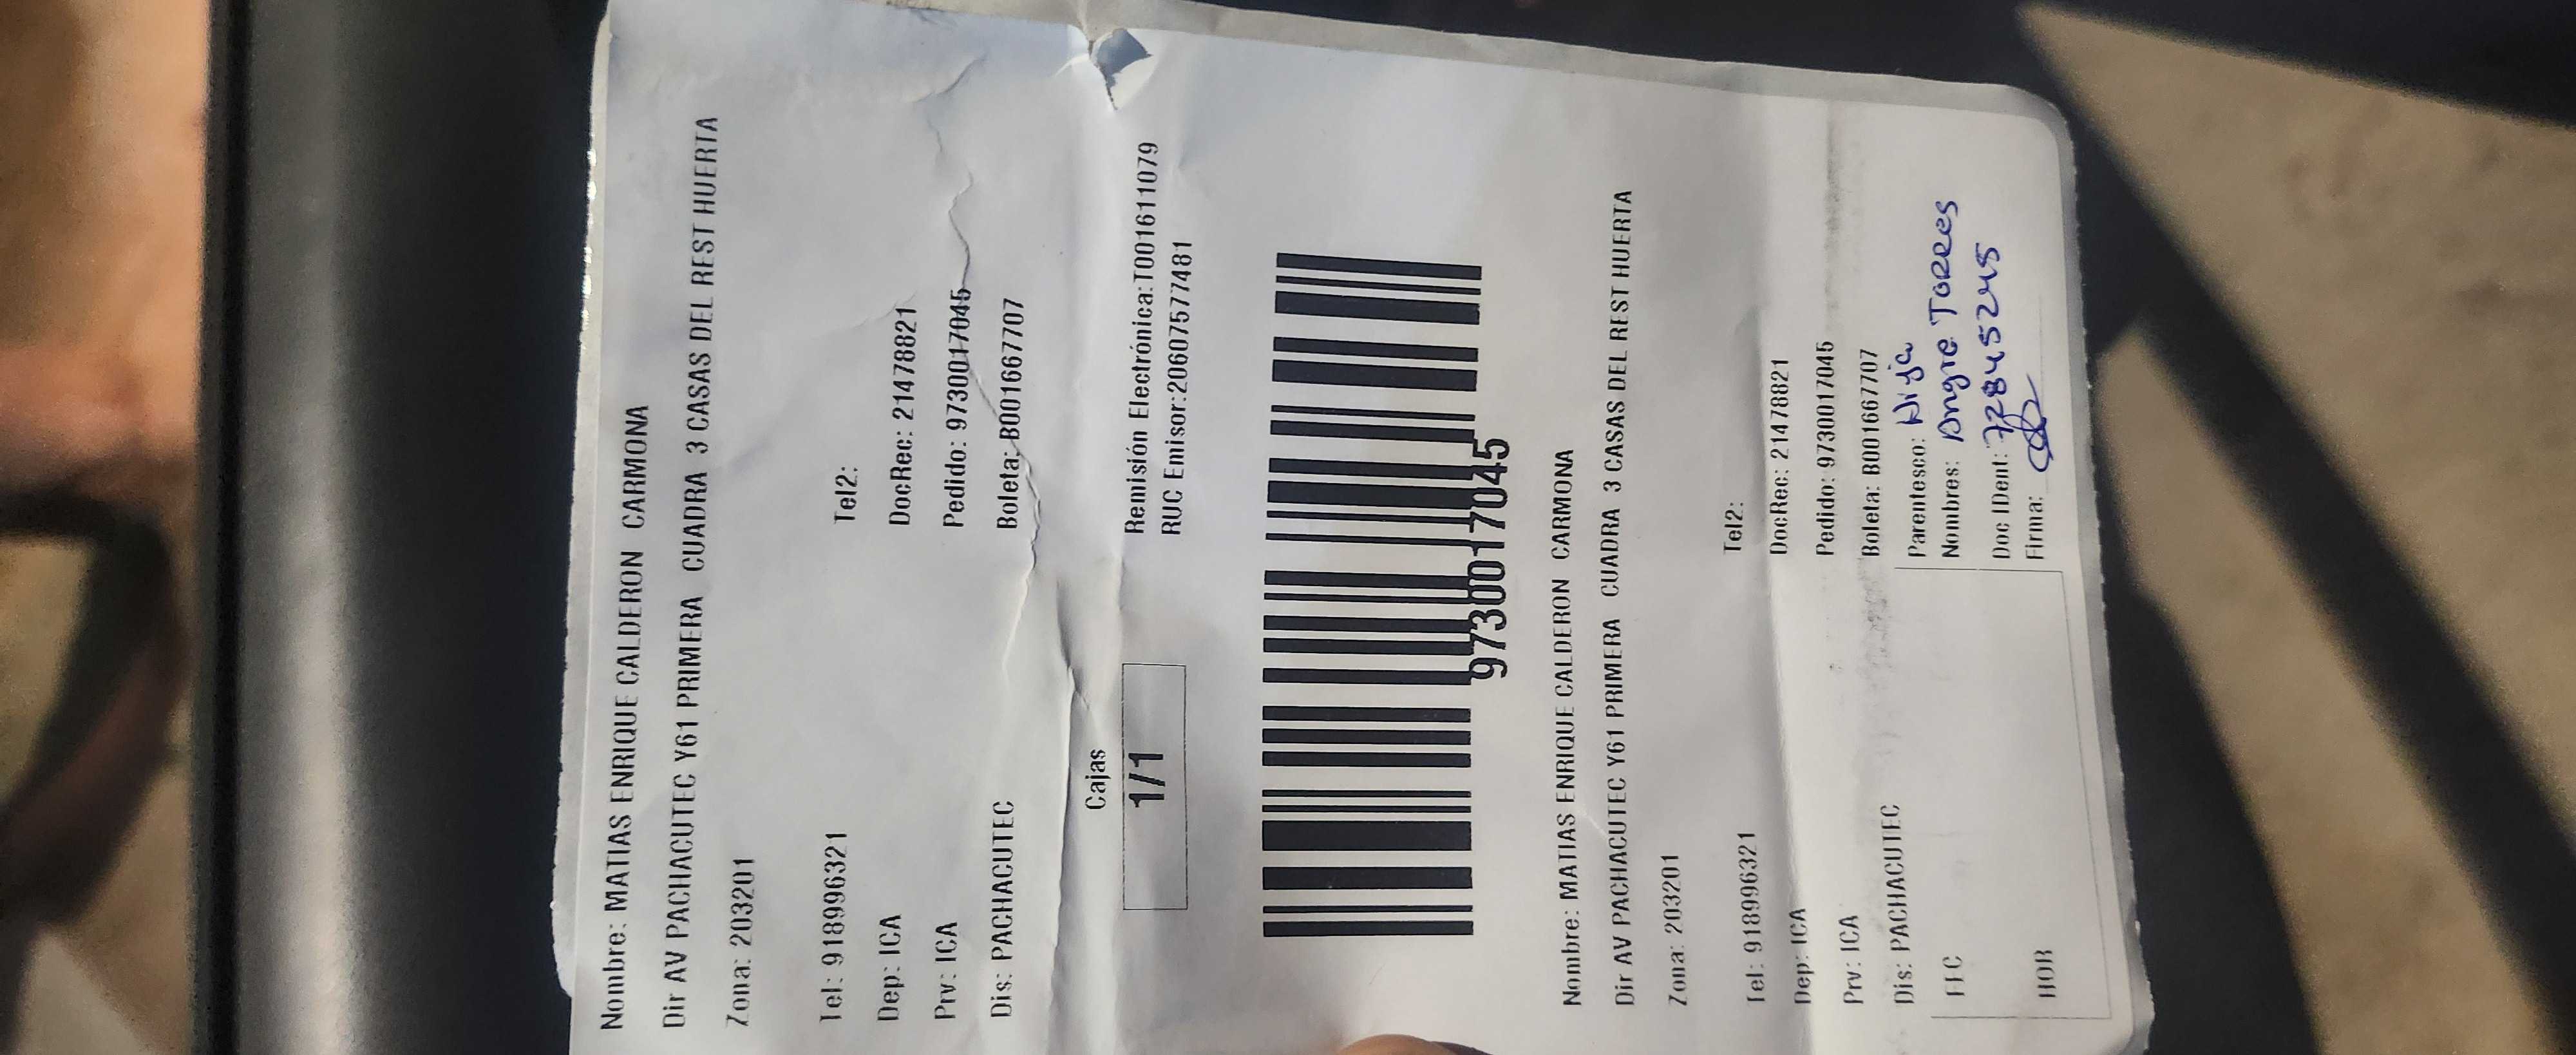 Nombre: MATIAS ENRIQUE CALDERON CARMONA
Dir AV PACHACUTEC Y61 PRIMERA CUADRA 3 CASAS DEL REST HUERTA
Zona: 203201
Tel: 918996321 Tel2:
Dep: ICA DocRec: 21478821
Prv: ICA Pedido: 9730017045
Dis: PACHACUTEC Boleta: B001667707
Cajas
1/1
Remisión Electrónica:T001611079
RUC Emisor:20607577481
9730017045
Nombre: MATIAS ENRIQUE CALDERON CARMONA
Dir AV PACHACUTEC Y61 PRIMERA CUADRA 3 CASAS DEL REST HUERTA
Zona: 203201
Tel: 918996321 Tel2:
Dep: ICA DocRec: 21478821
Prv: ICA Pedido: 9730017045
Dis: PACHACUTEC Boleta: B001667707
FEC
HOR
Parentesco: Hija
Nombres: Torres
Doc IDent: 72845245
Firma: